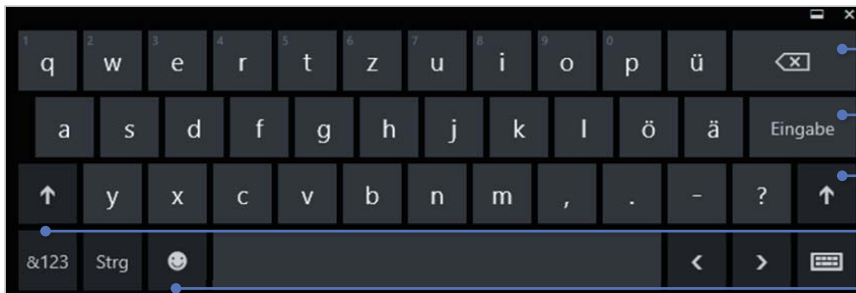 1 2 3 4 5 6 7 8 9 0
q w e r t z u i o p ü
a s d f g h j k l ö ä Eingabe
y x c v b n m , . - ?
&123 Strg < >